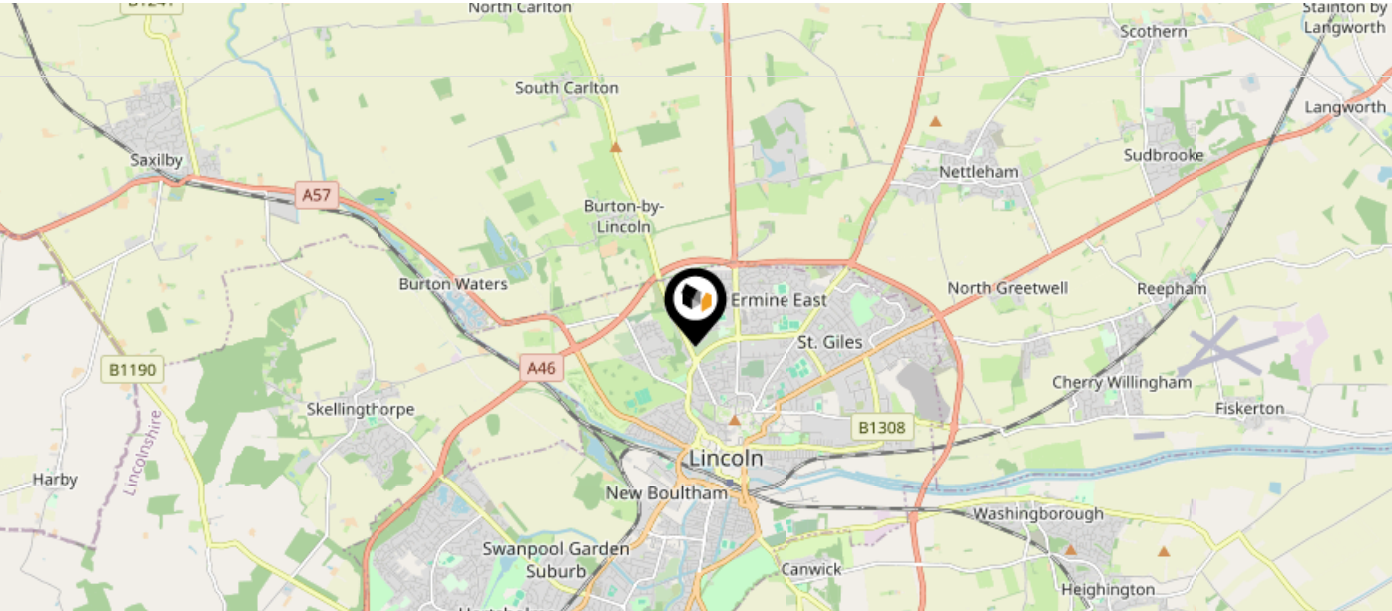 B1241
North Carlton
Stainton by
Langworth
Scothern
South Carlton
Langworth
Saxilby
Sudbrooke
Nettleham
A57
Burton-by-
Lincoln
Burton Waters
North Greetwell
Reepham
Ermine East
St. Giles
A46
B1190
Cherry Willingham
Skellingthorpe
Fiskerton
B1308
Lincolnshire
Lincoln
Harby
New Boultham
Washingborough
Swanpool Garden
Suburb
Canwick
Heighington